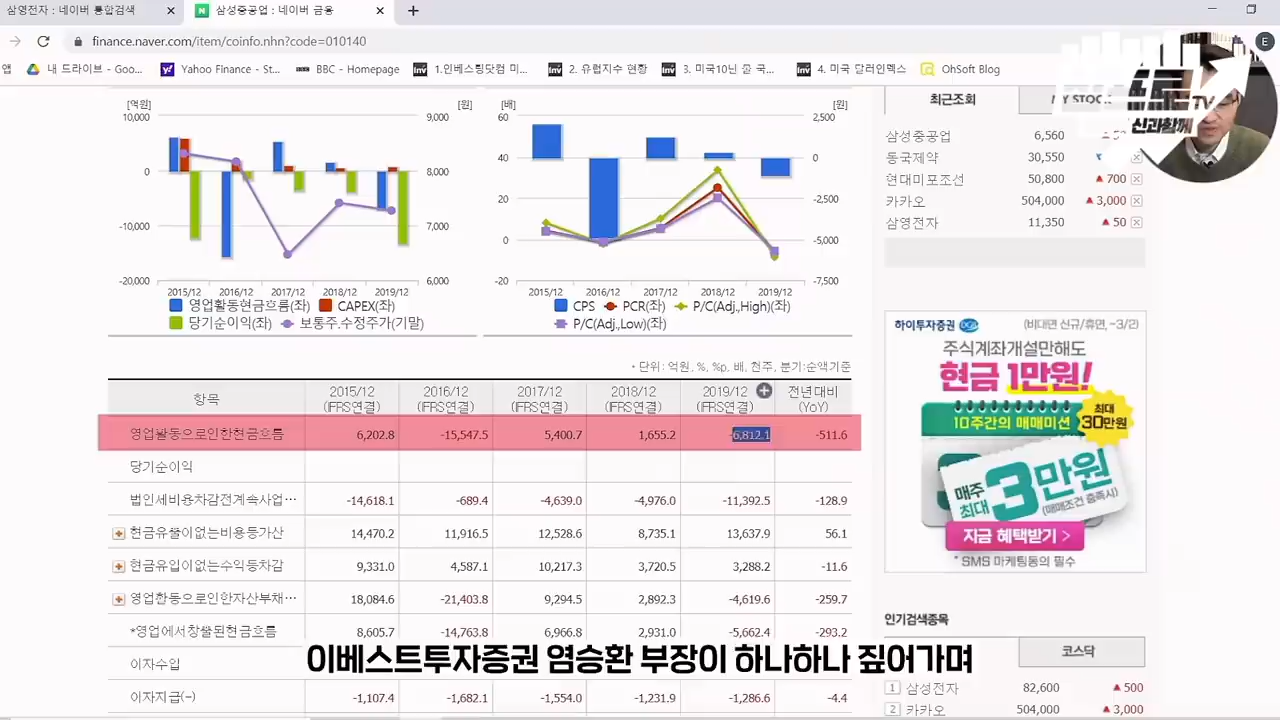 삼영전자 : 네이버 통합검색
삼성중공업 : 네이버 금융
finance.naver.com/item/coinfo.nhn?code=010140
E
앱 내 드라이브 - Goo... Yahoo Finance - St... BBC - Homepage 1.인베스팅닷컴 미... 2. 유럽지수 현황 3. 미국10년 준 국... 4. 미국 달러인덱스 OhSoft Blog
[억원] [원]
10,000 9,000
0 8,000
-10,000 7,000
-20,000 6,000
2015/12 2016/12 2017/12 2018/12 2019/12
영업활동현금흐름(좌) CAPEX(좌)
당기순이익(좌) 보통주.수정주가(기말)
[배] [원]
60 2,500
40 0
20 -2,500
0 -5,000
-20 -7,500
2015/12 2016/12 2017/12 2018/12 2019/12
CPS PCR(좌) P/C(Adj.,High)(좌)
P/C(Adj.,Low)(좌)
* 단위 : 억원, %, %p, 배, 천주, 분기:순액기준
항목 2015/12 (IFRS연결) 2016/12 (IFRS연결) 2017/12 (IFRS연결) 2018/12 (IFRS연결) 2019/12 (IFRS연결) 전년대비 (YoY)
영업활동으로인한현금흐름 6,202.8 -15,547.5 5,400.7 1,655.2 -6,812.1 -511.6
당기순이익
법인세비용차감전계속사업... -14,618.1 -689.4 -4,639.0 -4,976.0 -11,392.5 -128.9
현금유출이없는비용등가산 14,470.2 11,916.5 12,528.6 8,735.1 13,637.9 56.1
현금유입이없는수익등차감 9,331.0 4,587.1 10,217.3 3,720.5 3,288.2 -11.6
영업활동으로인한자산부채... 18,084.6 -21,403.8 9,294.5 2,892.3 -4,619.6 -259.7
*영업에서창출된현금흐름 8,605.7 -14,763.8 6,966.8 2,931.0 -5,662.4 -293.2
이자수입
이자지급(-) -1,107.4 -1,682.1 -1,554.0 -1,231.9 -1,286.6 -4.4
최근조회 MY STOCK
삼성중공업 6,560
동국제약 30,550
현대미포조선 50,800 ▲ 700
카카오 504,000 ▲ 3,000
삼영전자 11,350 ▲ 50
TV
신과함께
하이투자증권 DGB (비대면 신규/휴면, ~3/2)
주식계좌개설만해도
현금 1만원!
10주간의 매매미션
최대
30만원
매주
최대 3만원
(매매조건 충족시)
지금 혜택받기 >
* SMS 마케팅동의 필수
인기검색종목
코스닥
1 삼성전자 82,600 ▲ 500
2 카카오 504,000 ▲ 3,000
이베스트투자증권 염승환 부장이 하나하나 짚어가며